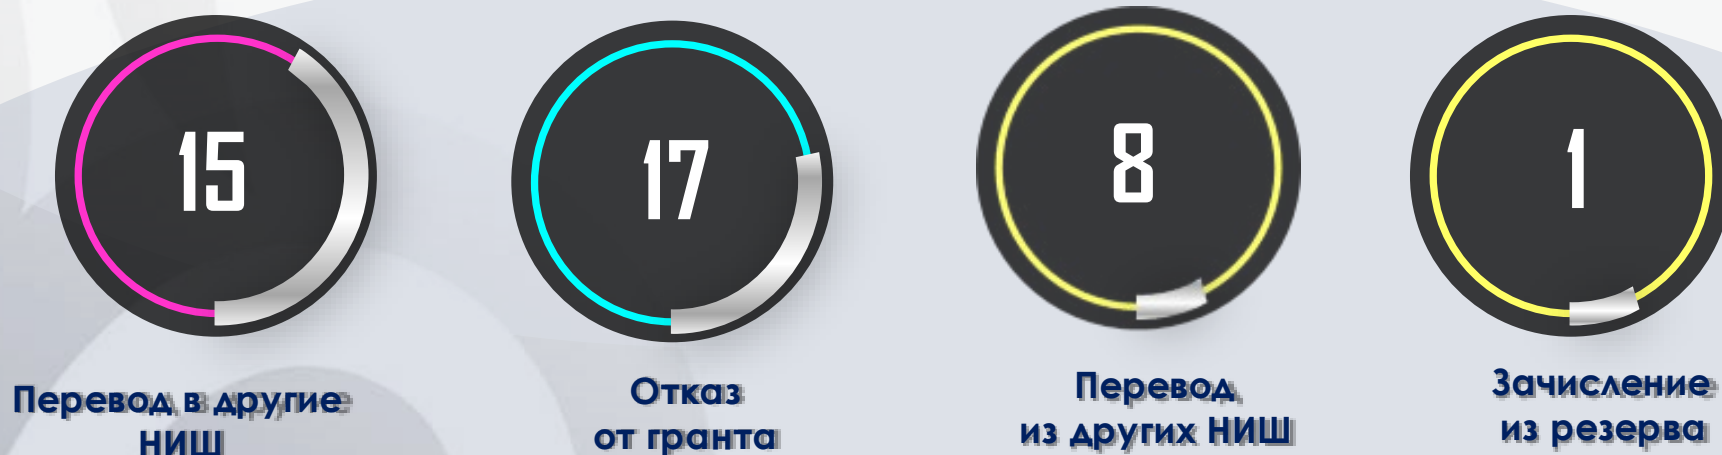 15
Перевод в другие
НИШ
17
Отказ
от гранта
8
Перевод
из других НИШ
1
Зачисление
из резерва